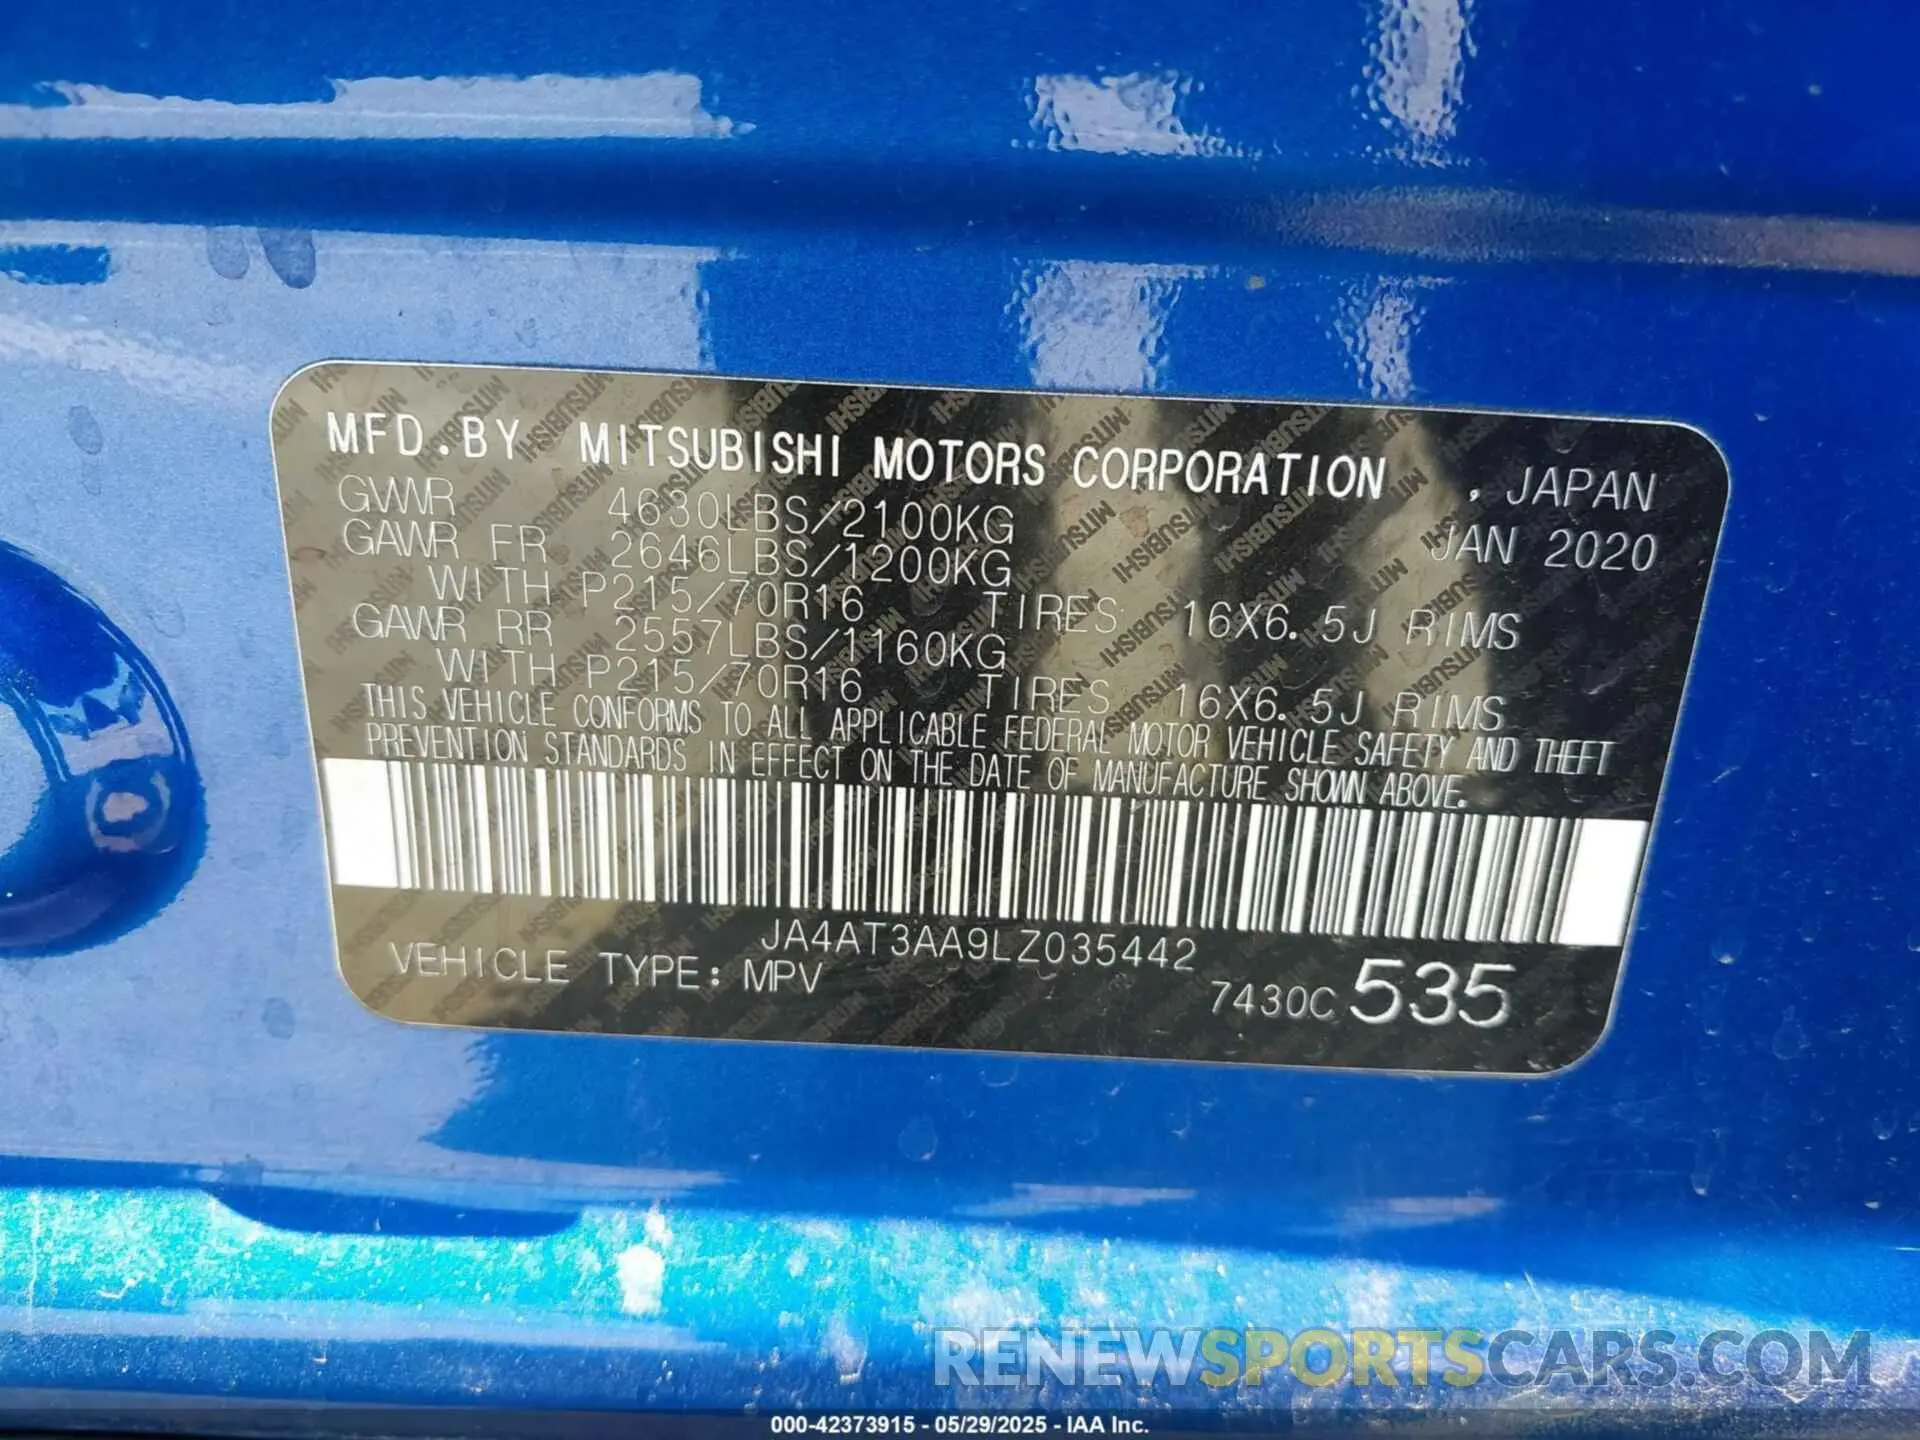 MFD.BY MITSUBISHI MOTORS CORPORATION , JAPAN
GVWR 4630LBS/2100KG JAN 2020
GAWR FR 2646LBS/1200KG
WITH P215/70R16 TIRES 16X6.5J RIMS
GAWR RR 2557LBS/1160KG
WITH P215/70R16 TIRES 16X6.5J RIMS
THIS VEHICLE CONFORMS TO ALL APPLICABLE FEDERAL MOTOR VEHICLE SAFETY AND THEFT
PREVENTION STANDARDS IN EFFECT ON THE DATE OF MANUFACTURE SHOWN ABOVE.
JA4AT3AA9LZ035442
VEHICLE TYPE: MPV 7430C 535
RENEWSPORTSCARS.COM
000-42373915 - 05/29/2025 - IAA Inc.